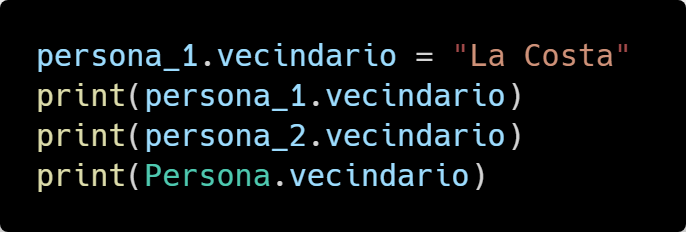 persona_1.vecindario = "La Costa"
print(persona_1.vecindario)
print(persona_2.vecindario)
print(Persona.vecindario)